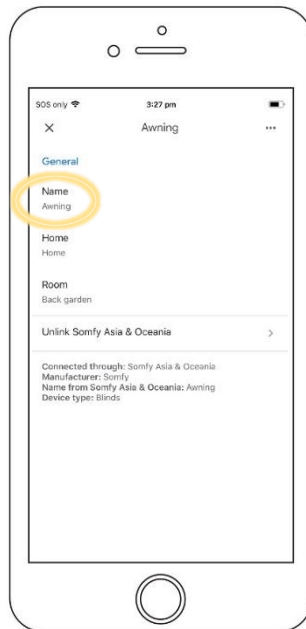 SOS only
3:27 pm
Awning
General
Name
Awning
Home
Home
Room
Back garden
Unlink Somfy Asia & Oceania
Connected through: Somfy Asia & Oceania
Manufacturer: Somfy
Name from Somfy Asia & Oceania: Awning
Device type: Blinds